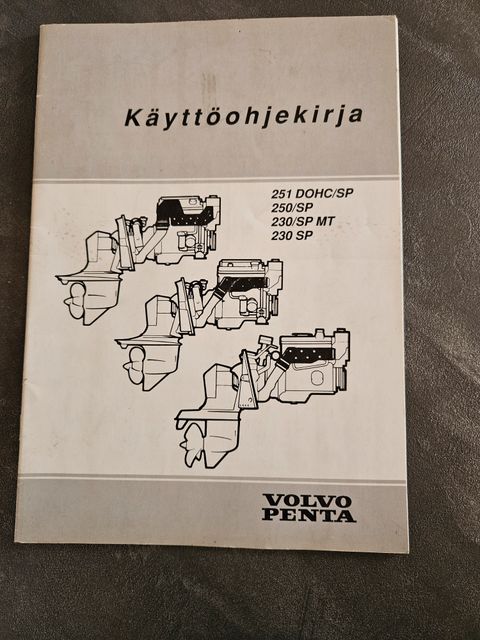 Käyttöohjekirja
251 DOHC/SP
250/SP
230/SP MT
230 SP
VOLVO
PENTA